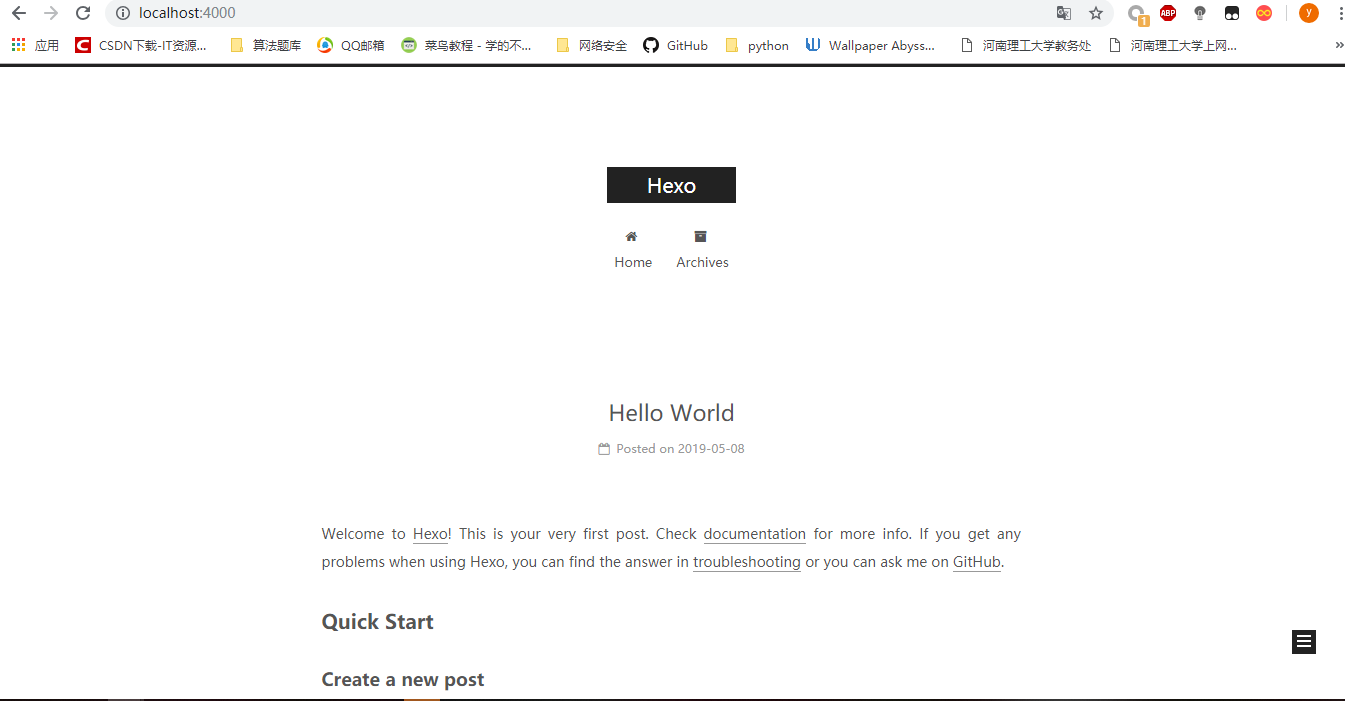 localhost:4000
1
ABP
y
应用
CSDN下载-IT资源...
算法题库
QQ邮箱
菜鸟教程 - 学的不...
网络安全
GitHub
python
Wallpaper Abyss...
河南理工大学教务处
河南理工大学上网...
»
Hexo
Home Archives
Hello World
Posted on 2019-05-08
Welcome to Hexo! This is your very first post. Check documentation for more info. If you get any
problems when using Hexo, you can find the answer in troubleshooting or you can ask me on GitHub.
Quick Start
Create a new post